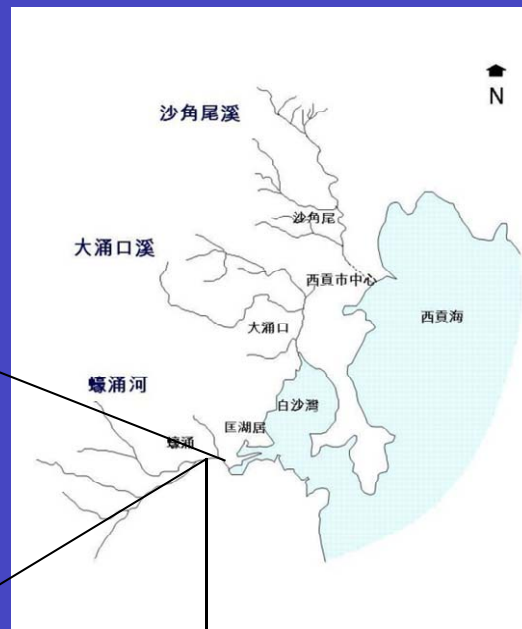 N
沙角尾溪
沙角尾
大涌口溪
西貢市中心
西貢海
大涌口
蠔涌河
白沙灣
匡湖居
蠔涌